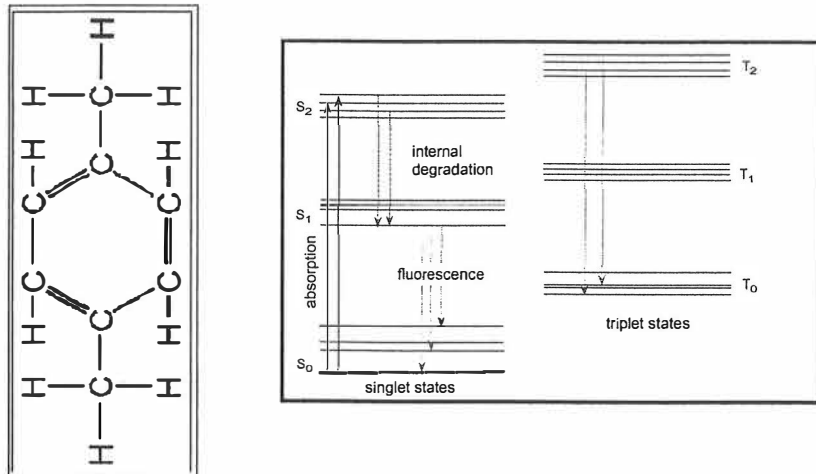 H
H C H
H C H
C C
C C
H C H
H C H
H
T₂
S₂
internal
degradation
T₁
S₁
absorption
fluorescence
T₀
triplet states
S₀
singlet states